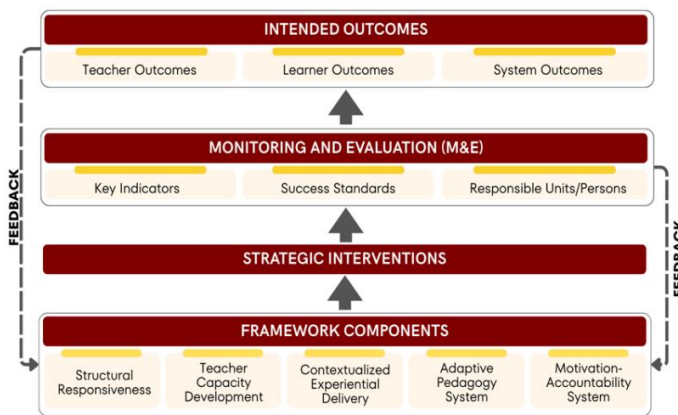 INTENDED OUTCOMES
Teacher Outcomes
Learner Outcomes
System Outcomes
MONITORING AND EVALUATION (M&E)
Key Indicators
Success Standards
Responsible Units/Persons
FEEDBACK
FEEDBACK
STRATEGIC INTERVENTIONS
FRAMEWORK COMPONENTS
Structural
Responsiveness
Teacher
Capacity
Development
Contextualized
Experiential
Delivery
Adaptive
Pedagogy
System
Motivation-
Accountability
System